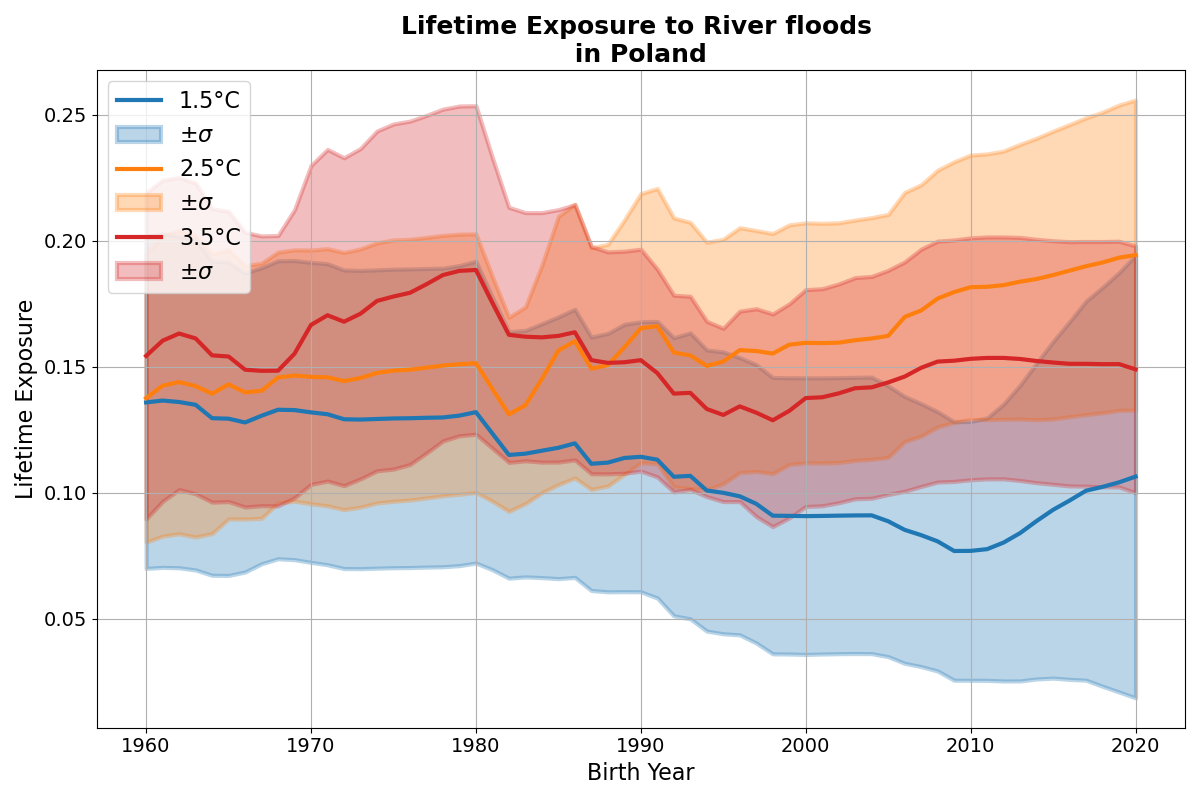 Lifetime Exposure to River floods
in Poland
1.5°C
±σ
2.5°C
±σ
3.5°C
±σ
Lifetime Exposure
0.25
0.20
0.15
0.10
0.05
1960 1970 1980 1990 2000 2010 2020
Birth Year